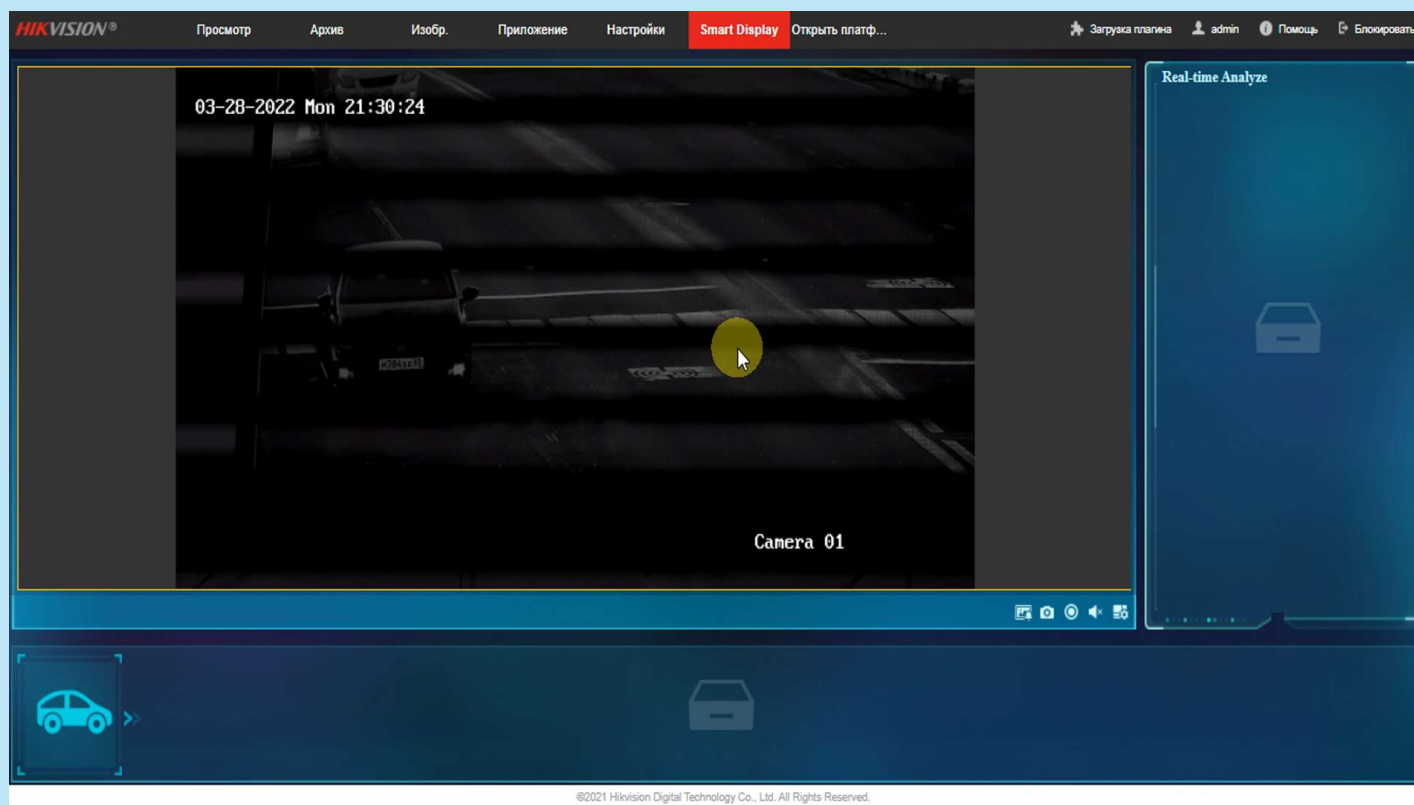 HIKVISION®
Просмотр Архив Изобр. Приложение Настройки Smart Display Открыть платф... Загрузка плагина admin Помощь Блокировать
Real-time Analyze
03-28-2022 Mon 21:30:24
Camera 01
©2021 Hikvision Digital Technology Co., Ltd. All Rights Reserved.